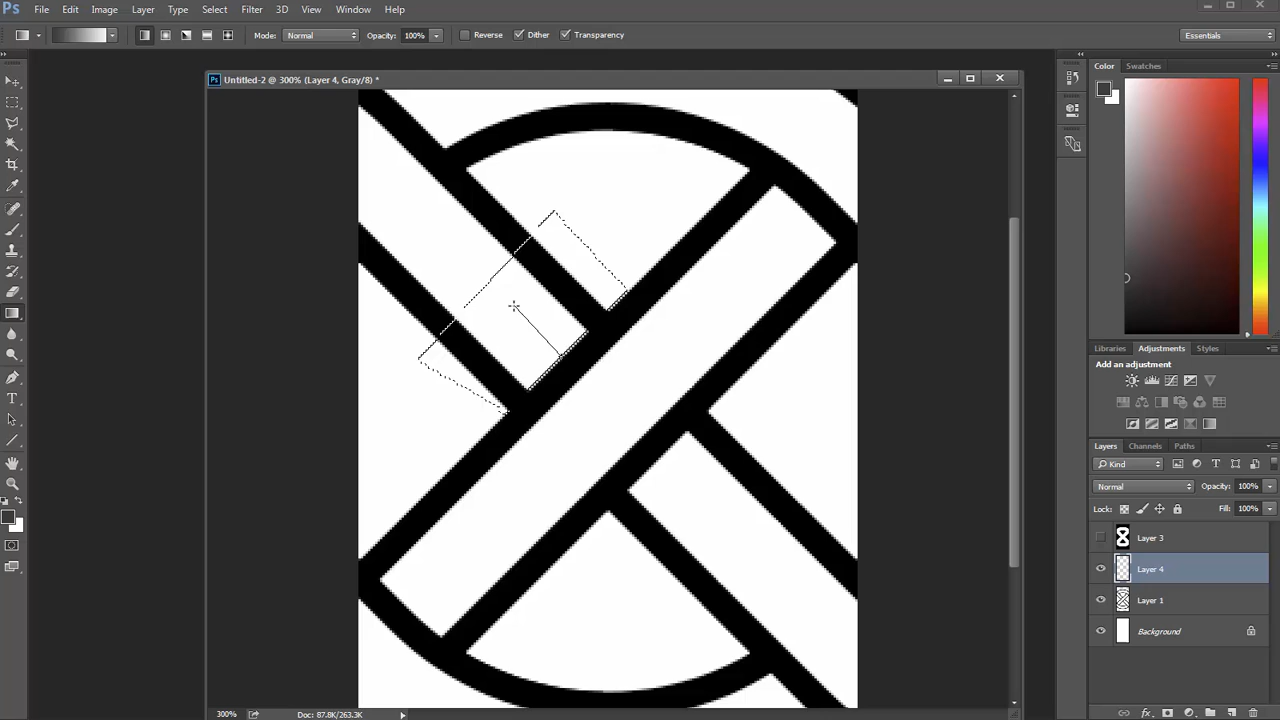 Ps File Edit Image Layer Type Select Filter 3D View Window Help
Mode: Normal Opacity: 100% Reverse Dither Transparency Essentials
Ps Untitled-2 @ 300% (Layer 4, Gray/8) *
Color Swatches
Libraries Adjustments Styles
Add an adjustment
Layers Channels Paths
Kind
Normal Opacity: 100%
Lock: Fill: 100%
Layer 3
Layer 4
Layer 1
Background
300% Doc: 87.8K/263.3K